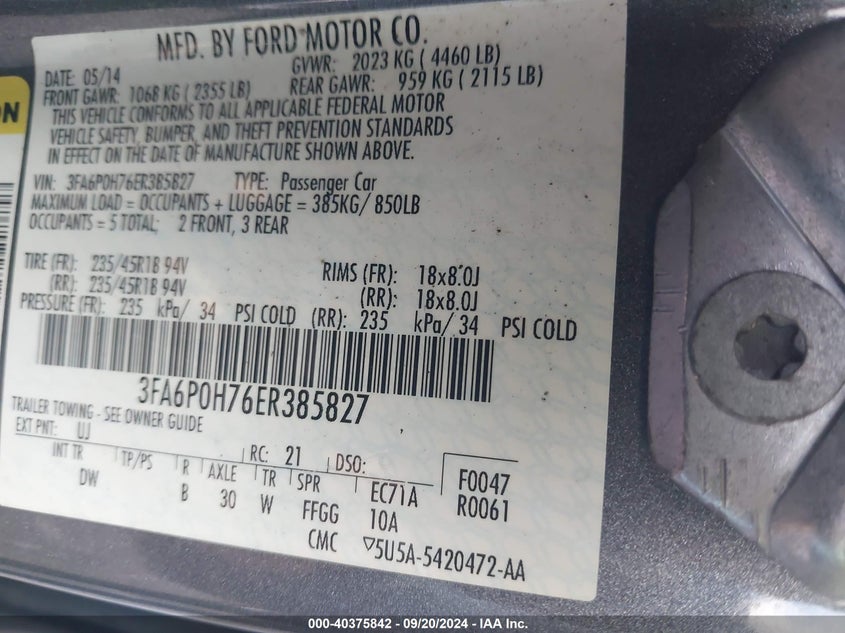 MFD. BY FORD MOTOR CO.
DATE: 05/14 GVWR: 2023 KG ( 4460 LB)
FRONT GAWR: 1068 KG ( 2355 LB) REAR GAWR: 959 KG ( 2115 LB)
THIS VEHICLE CONFORMS TO ALL APPLICABLE FEDERAL MOTOR
VEHICLE SAFETY, BUMPER, AND THEFT PREVENTION STANDARDS
IN EFFECT ON THE DATE OF MANUFACTURE SHOWN ABOVE.
VIN: 3FA6P0H76ER385827 TYPE: Passenger Car
MAXIMUM LOAD = OCCUPANTS + LUGGAGE = 385KG/ 850LB
OCCUPANTS = 5 TOTAL; 2 FRONT, 3 REAR
TIRE (FR): 235/45R18 94V RIMS (FR): 18x8.0J
(RR): 235/45R18 94V (RR): 18x8.0J
PRESSURE (FR): 235 kPa/ 34 PSI COLD (RR): 235 kPa/ 34 PSI COLD
3FA6P0H76ER385827
TRAILER TOWING - SEE OWNER GUIDE
EXT PNT: UJ RC: 21 DSO: F0047
INT TR TP/PS R AXLE TR SPR EC71A R0061
DW B 30 W FFGG 10A
CMC ▽5U5A-5420472-AA
ON
000-40375842 - 09/20/2024 - IAA Inc.